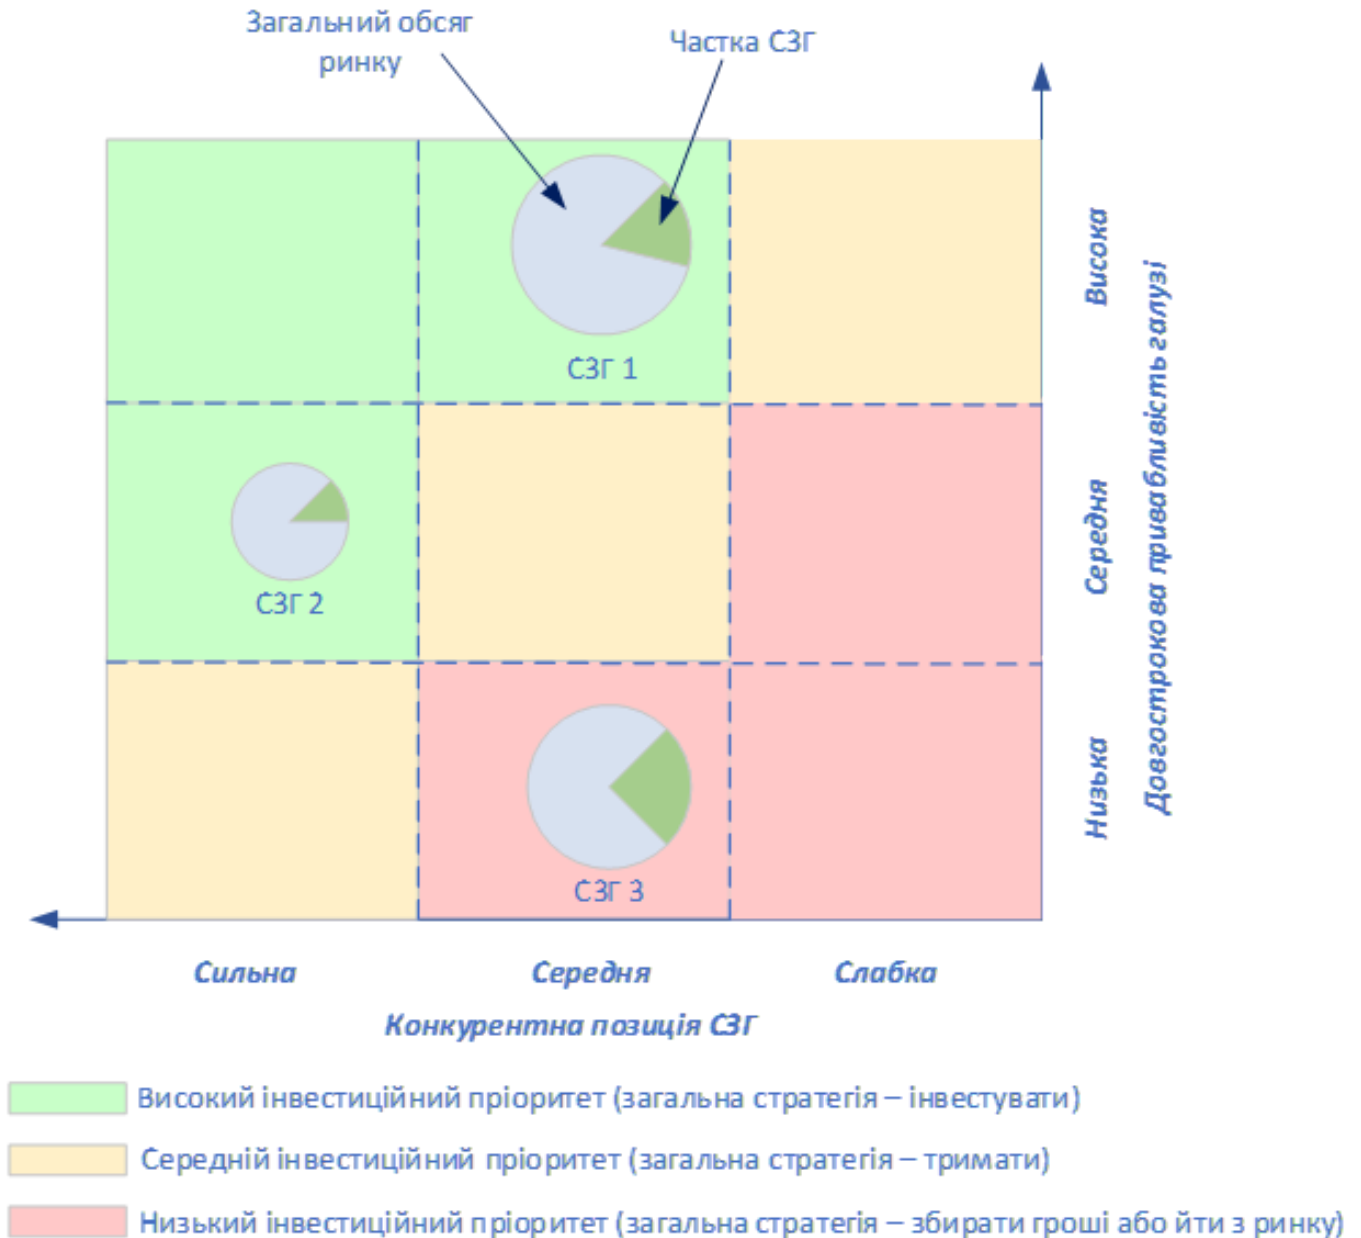 Загальний обсяг
ринку
Частка СЗГ
СЗГ 1
СЗГ 2
СЗГ 3
Висока
Середня
Низька
Довгострокова привабливість галузі
Сильна
Середня
Слабка
Конкурентна позиція СЗГ
Високий інвестиційний пріоритет (загальна стратегія – інвестувати)
Середній інвестиційний пріоритет (загальна стратегія – тримати)
Низький інвестиційний пріоритет (загальна стратегія – збирати гроші або йти з ринку)